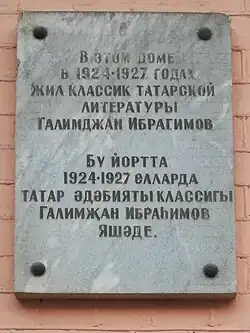 В этом доме
в 1924-1927 годах
жил классик татарской
литературы
Галимджан Ибрагимов
Бу йортта
1924-1927 елларда
татар әдәбияты классигы
Галимҗан Ибраһимов
яшәде.